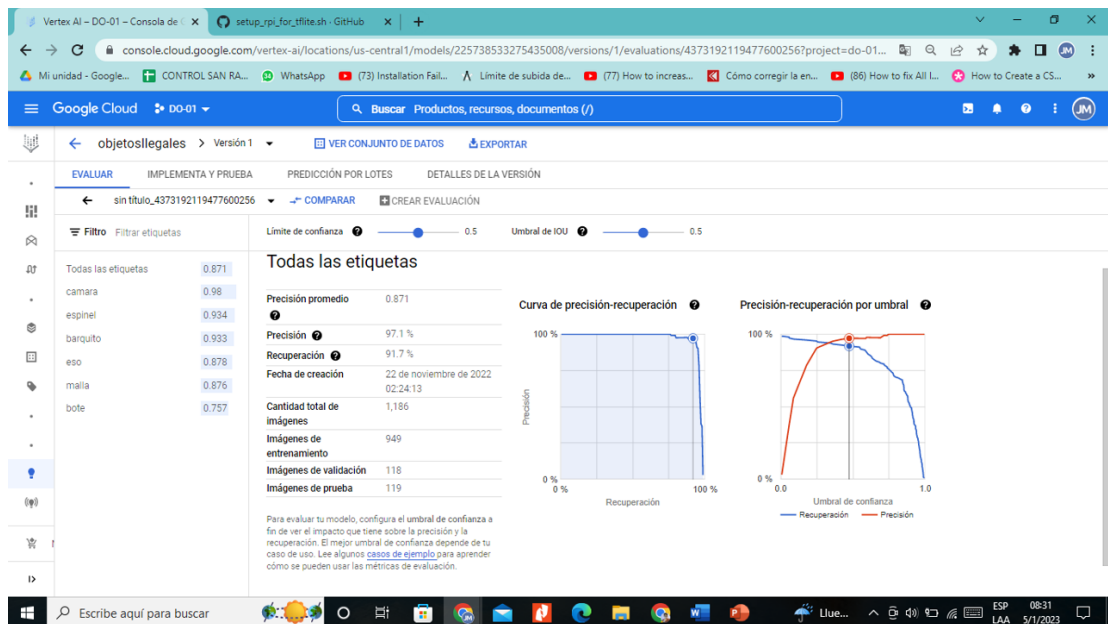 Vertex AI – DO-01 – Consola de
setup_rpi_for_tflite.sh · GitHub
console.cloud.google.com/vertex-ai/locations/us-central1/models/225738533275435008/versions/1/evaluations/4373192119477600256?project=do-01...
Mi unidad - Google...
CONTROL SAN RA...
WhatsApp
(73) Installation Fail...
Límite de subida de...
(77) How to increas...
Cómo corregir la en...
(86) How to fix All I...
How to Create a CS...
»
Google Cloud
DO-01
Buscar Productos, recursos, documentos (/)
JM
objetosIlegales > Versión 1
VER CONJUNTO DE DATOS
EXPORTAR
EVALUAR
IMPLEMENTA Y PRUEBA
PREDICCIÓN POR LOTES
DETALLES DE LA VERSIÓN
sin título_4373192119477600256
COMPARAR
CREAR EVALUACIÓN
Filtro Filtrar etiquetas
Límite de confianza 0.5
Umbral de IOU 0.5
Todas las etiquetas 0.871
camara 0.98
espinel 0.934
barquito 0.933
eso 0.878
malla 0.876
bote 0.757
Todas las etiquetas
Precisión promedio 0.871
Precisión 97.1 %
Recuperación 91.7 %
Fecha de creación 22 de noviembre de 2022
02:24:13
Cantidad total de 1,186
imágenes
Imágenes de 949
entrenamiento
Imágenes de validación 118
Imágenes de prueba 119
Para evaluar tu modelo, configura el umbral de confianza a
fin de ver el impacto que tiene sobre la precisión y la
recuperación. El mejor umbral de confianza depende de tu
caso de uso. Lee algunos casos de ejemplo para aprender
cómo se pueden usar las métricas de evaluación.
Curva de precisión-recuperación
100 %
Precisión
0 %
0 %
100 %
Recuperación
Precisión-recuperación por umbral
100 %
0 %
0.0
1.0
Umbral de confianza
Recuperación
Precisión
Escribe aquí para buscar
Llue...
ESP
LAA
08:31
5/1/2023